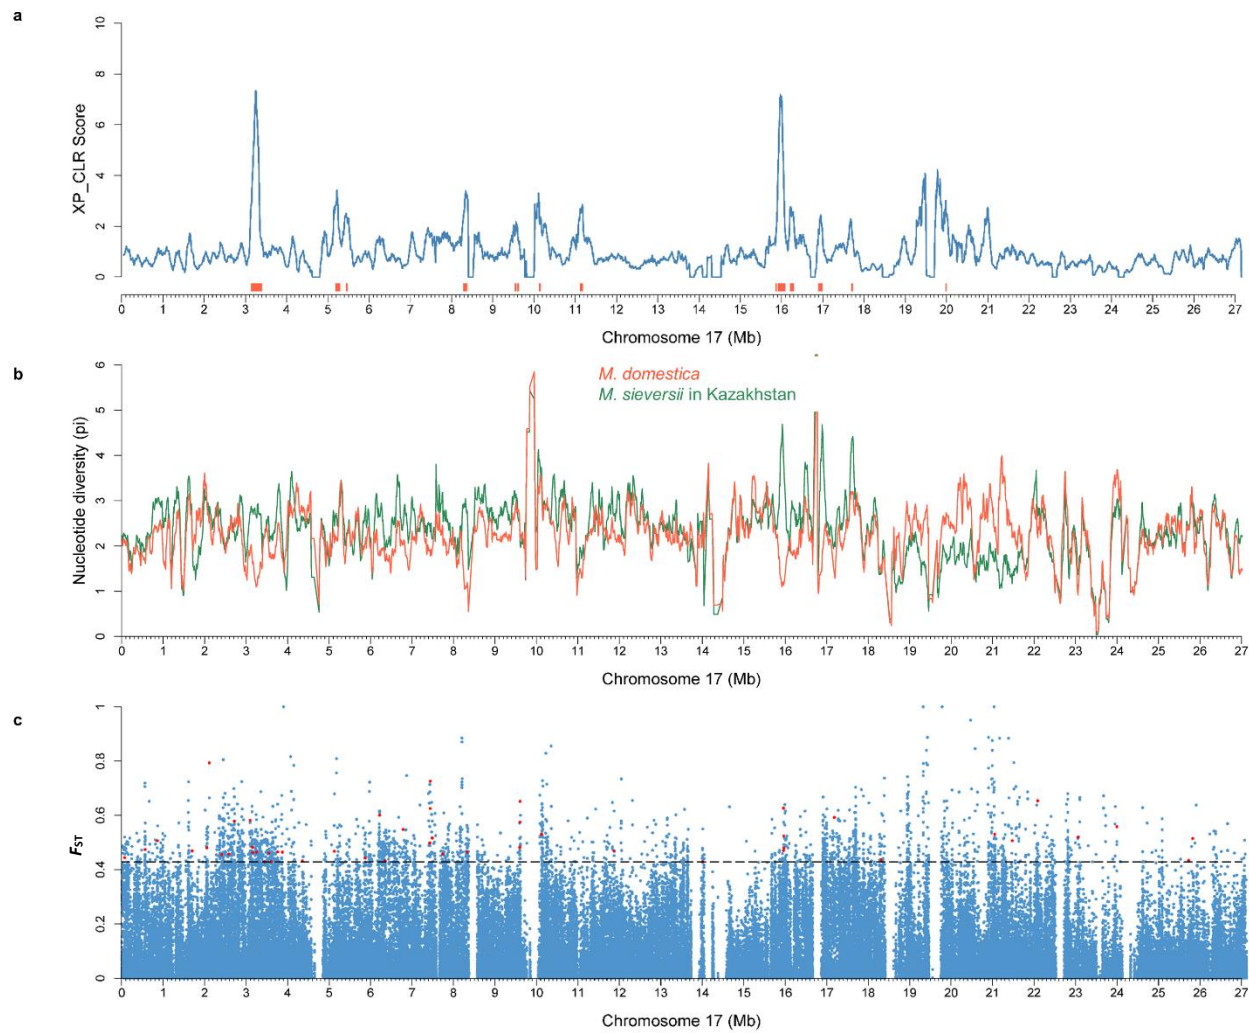 a
10
8
6
4
2
0
XP_CLR Score
0 1 2 3 4 5 6 7 8 9 10 11 12 13 14 15 16 17 18 19 20 21 22 23 24 25 26 27
Chromosome 17 (Mb)
b
6
5
4
3
2
1
0
Nucleotide diversity (pi)
M. domestica
M. sieversii in Kazakhstan
0 1 2 3 4 5 6 7 8 9 10 11 12 13 14 15 16 17 18 19 20 21 22 23 24 25 26 27
Chromosome 17 (Mb)
c
1
0.8
0.6
0.4
0.2
0
FST
0 1 2 3 4 5 6 7 8 9 10 11 12 13 14 15 16 17 18 19 20 21 22 23 24 25 26 27
Chromosome 17 (Mb)